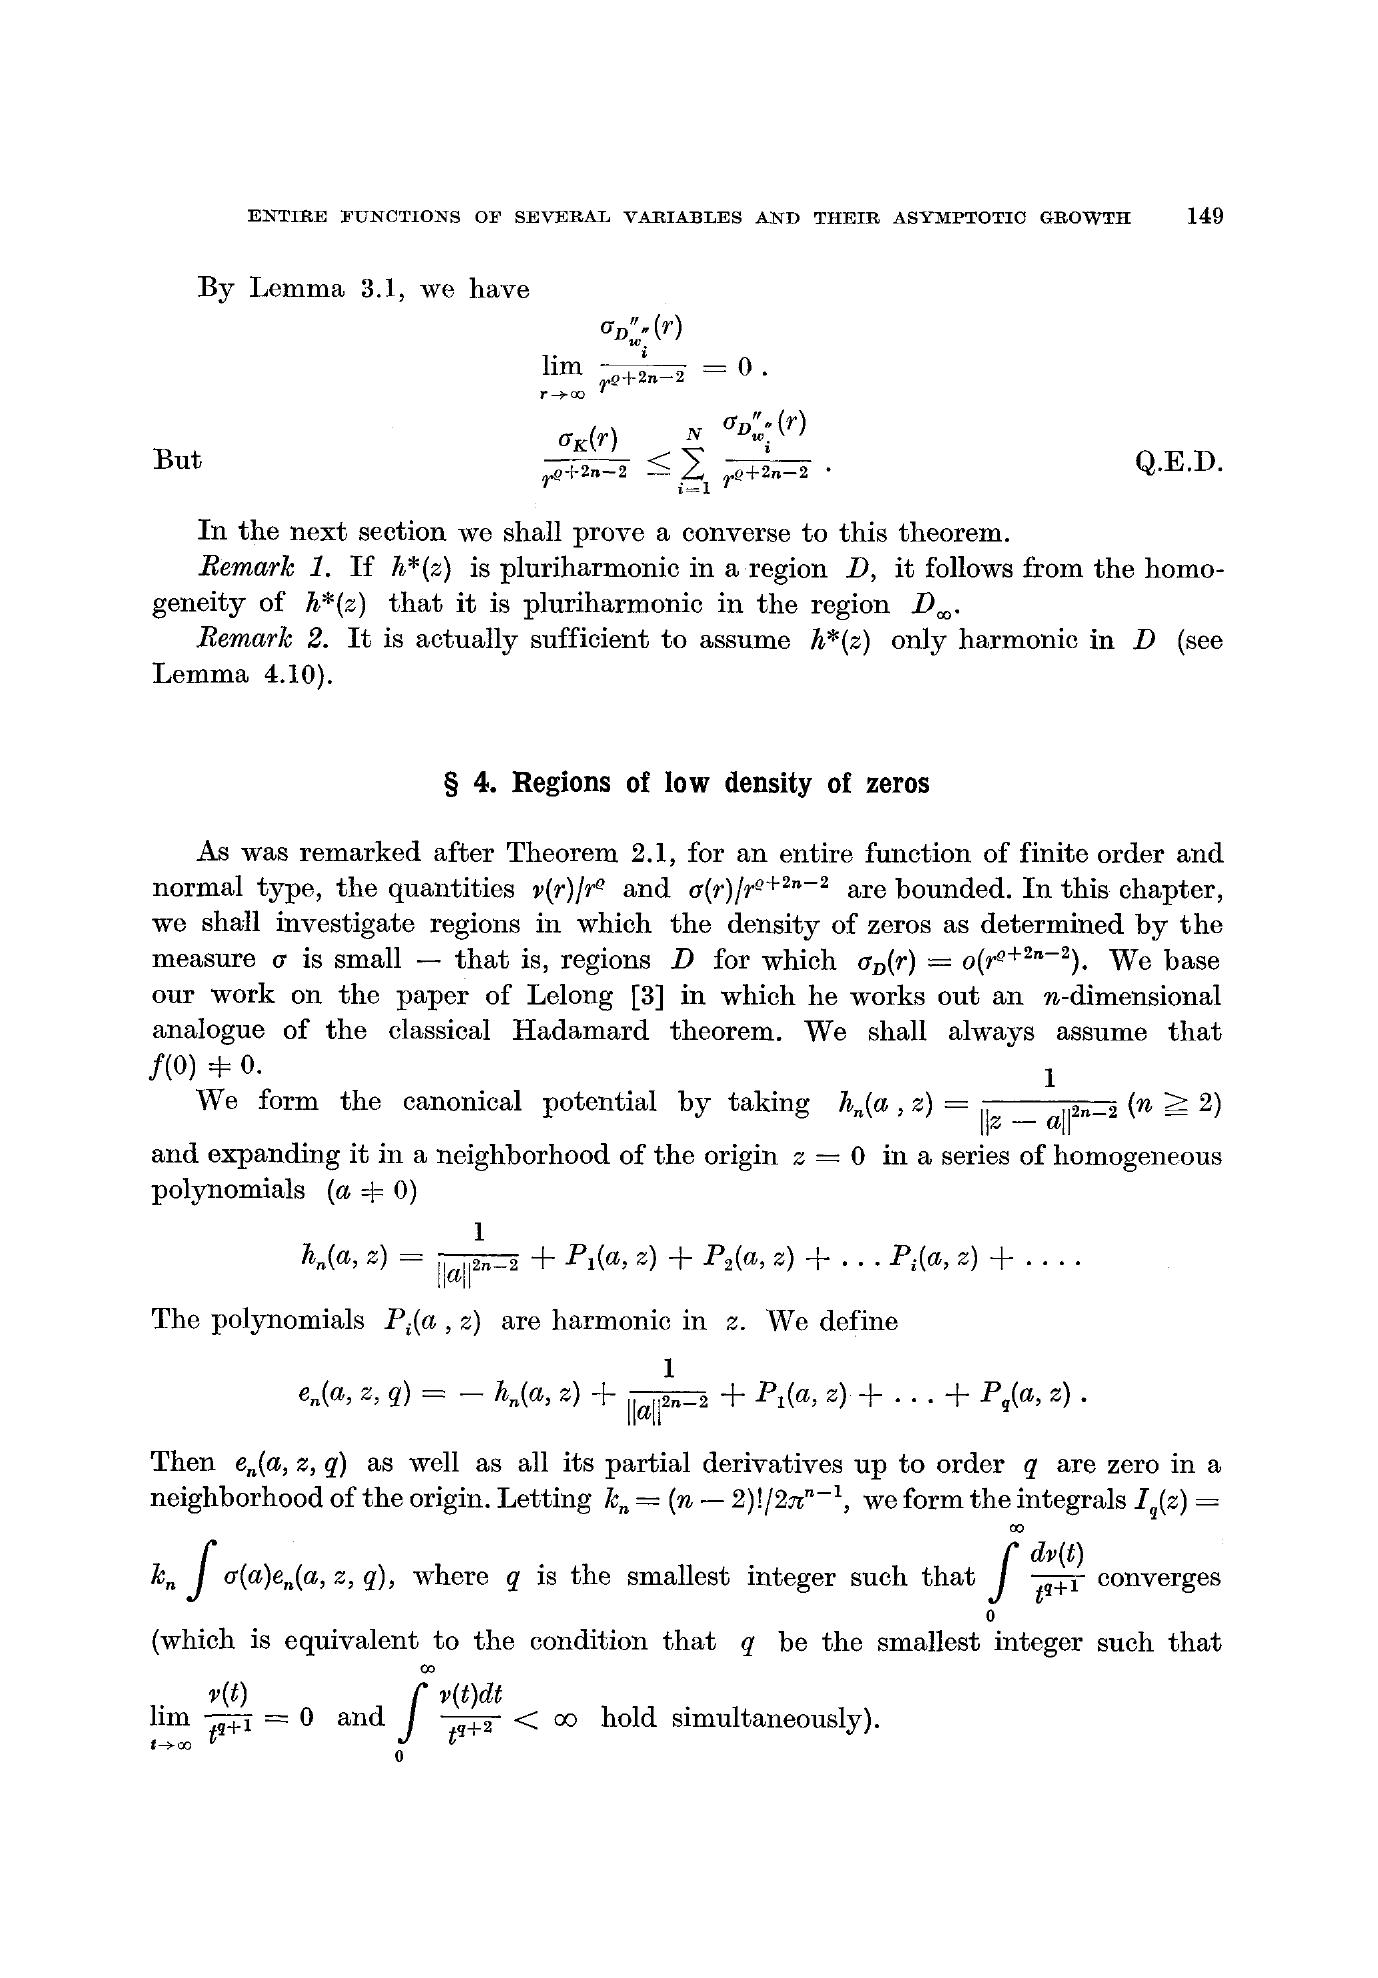 ENTIRE FUNCTIONS OF SEVERAL VARIABLES AND THEIR ASYMPTOTIC GROWTH 149
By Lemma 3.1, we have
$\lim_{r\to\infty} \frac{\sigma_{D''_{w''_i}}(r)}{r^{\varrho+2n-2}} = 0$ .
But $\frac{\sigma_K(r)}{r^{\varrho+2n-2}} \leq \sum_{i=1}^{N} \frac{\sigma_{D''_{w''_i}}(r)}{r^{\varrho+2n-2}}$ . Q.E.D.
In the next section we shall prove a converse to this theorem.
Remark 1. If $h^*(z)$ is pluriharmonic in a region $D$, it follows from the homo-
geneity of $h^*(z)$ that it is pluriharmonic in the region $D_\infty$.
Remark 2. It is actually sufficient to assume $h^*(z)$ only harmonic in $D$ (see
Lemma 4.10).
§ 4. Regions of low density of zeros
As was remarked after Theorem 2.1, for an entire function of finite order and
normal type, the quantities $\nu(r)/r^\varrho$ and $\sigma(r)/r^{\varrho+2n-2}$ are bounded. In this chapter,
we shall investigate regions in which the density of zeros as determined by the
measure $\sigma$ is small — that is, regions $D$ for which $\sigma_D(r) = o(r^{\varrho+2n-2})$. We base
our work on the paper of Lelong [3] in which he works out an $n$-dimensional
analogue of the classical Hadamard theorem. We shall always assume that
$f(0) \neq 0$.
We form the canonical potential by taking $h_n(a , z) = \frac{1}{||z - a||^{2n-2}}$ $(n \geqq 2)$
and expanding it in a neighborhood of the origin $z = 0$ in a series of homogeneous
polynomials $(a \neq 0)$
$h_n(a, z) = \frac{1}{||a||^{2n-2}} + P_1(a, z) + P_2(a, z) + \ldots P_i(a, z) + \ldots .$
The polynomials $P_i(a , z)$ are harmonic in $z$. We define
$e_n(a, z, q) = - h_n(a, z) + \frac{1}{||a||^{2n-2}} + P_1(a, z) + \ldots + P_q(a, z) .$
Then $e_n(a, z, q)$ as well as all its partial derivatives up to order $q$ are zero in a
neighborhood of the origin. Letting $k_n = (n - 2)!/2\pi^{n-1}$, we form the integrals $I_q(z) =$
$k_n \int \sigma(a)e_n(a, z, q)$, where $q$ is the smallest integer such that $\int_0^\infty \frac{d\nu(t)}{t^{q+1}}$ converges
(which is equivalent to the condition that $q$ be the smallest integer such that
$\lim_{t\to\infty} \frac{\nu(t)}{t^{q+1}} = 0$ and $\int_0^\infty \frac{\nu(t)dt}{t^{q+2}} < \infty$ hold simultaneously).